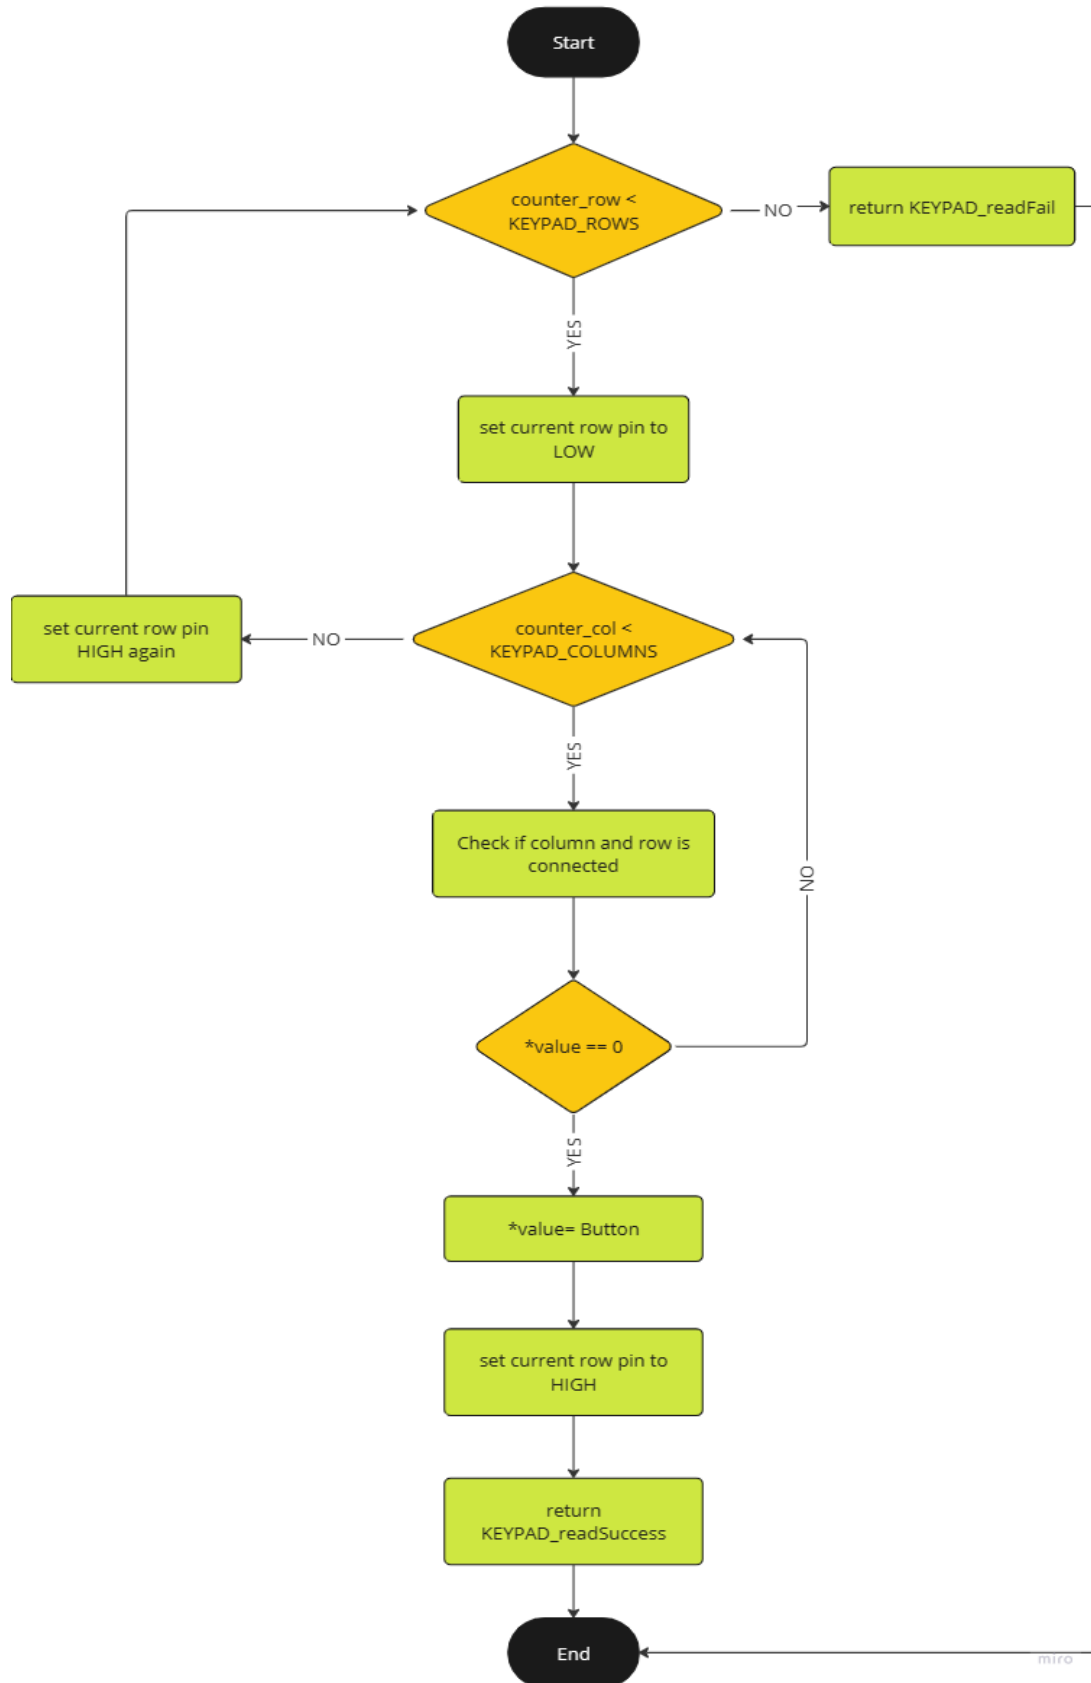 Start
counter_row <
KEYPAD_ROWS
NO
return KEYPAD_readFail
YES
set current row pin to
LOW
counter_col <
KEYPAD_COLUMNS
NO
set current row pin
HIGH again
YES
Check if column and row is
connected
NO
*value == 0
YES
*value= Button
set current row pin to
HIGH
return
KEYPAD_readSuccess
End
miro